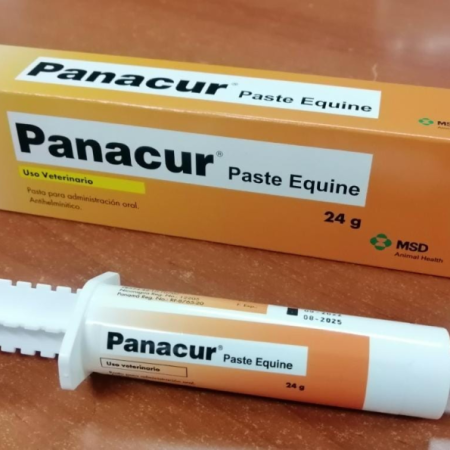 Panacur® Paste Equine
MSD
Panacur® Paste Equine
Uso Veterinario
Pasta para administración oral.
Antihelmíntico.
24 g
MSD
Animal Health
08-2025
Panacur® Paste Equine
Uso veterinario
24 g